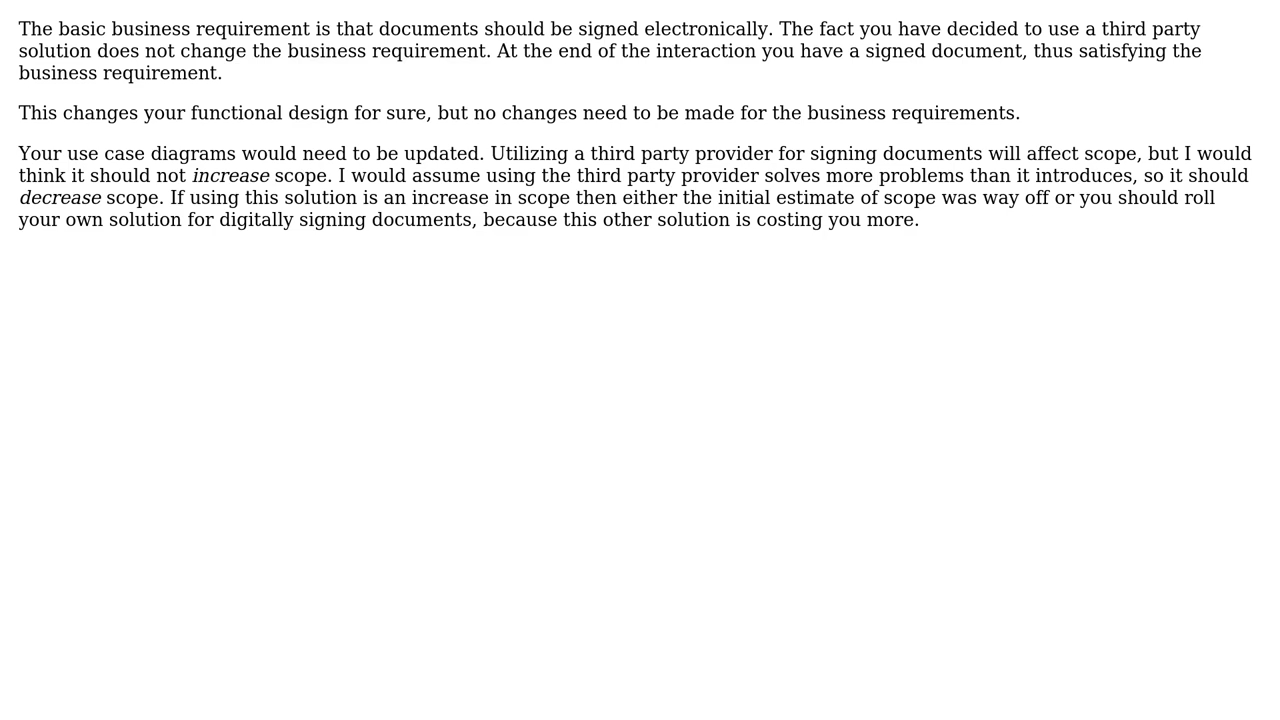 The basic business requirement is that documents should be signed electronically. The fact you have decided to use a third party
solution does not change the business requirement. At the end of the interaction you have a signed document, thus satisfying the
business requirement.
This changes your functional design for sure, but no changes need to be made for the business requirements.
Your use case diagrams would need to be updated. Utilizing a third party provider for signing documents will affect scope, but I would
think it should not increase scope. I would assume using the third party provider solves more problems than it introduces, so it should
decrease scope. If using this solution is an increase in scope then either the initial estimate of scope was way off or you should roll
your own solution for digitally signing documents, because this other solution is costing you more.